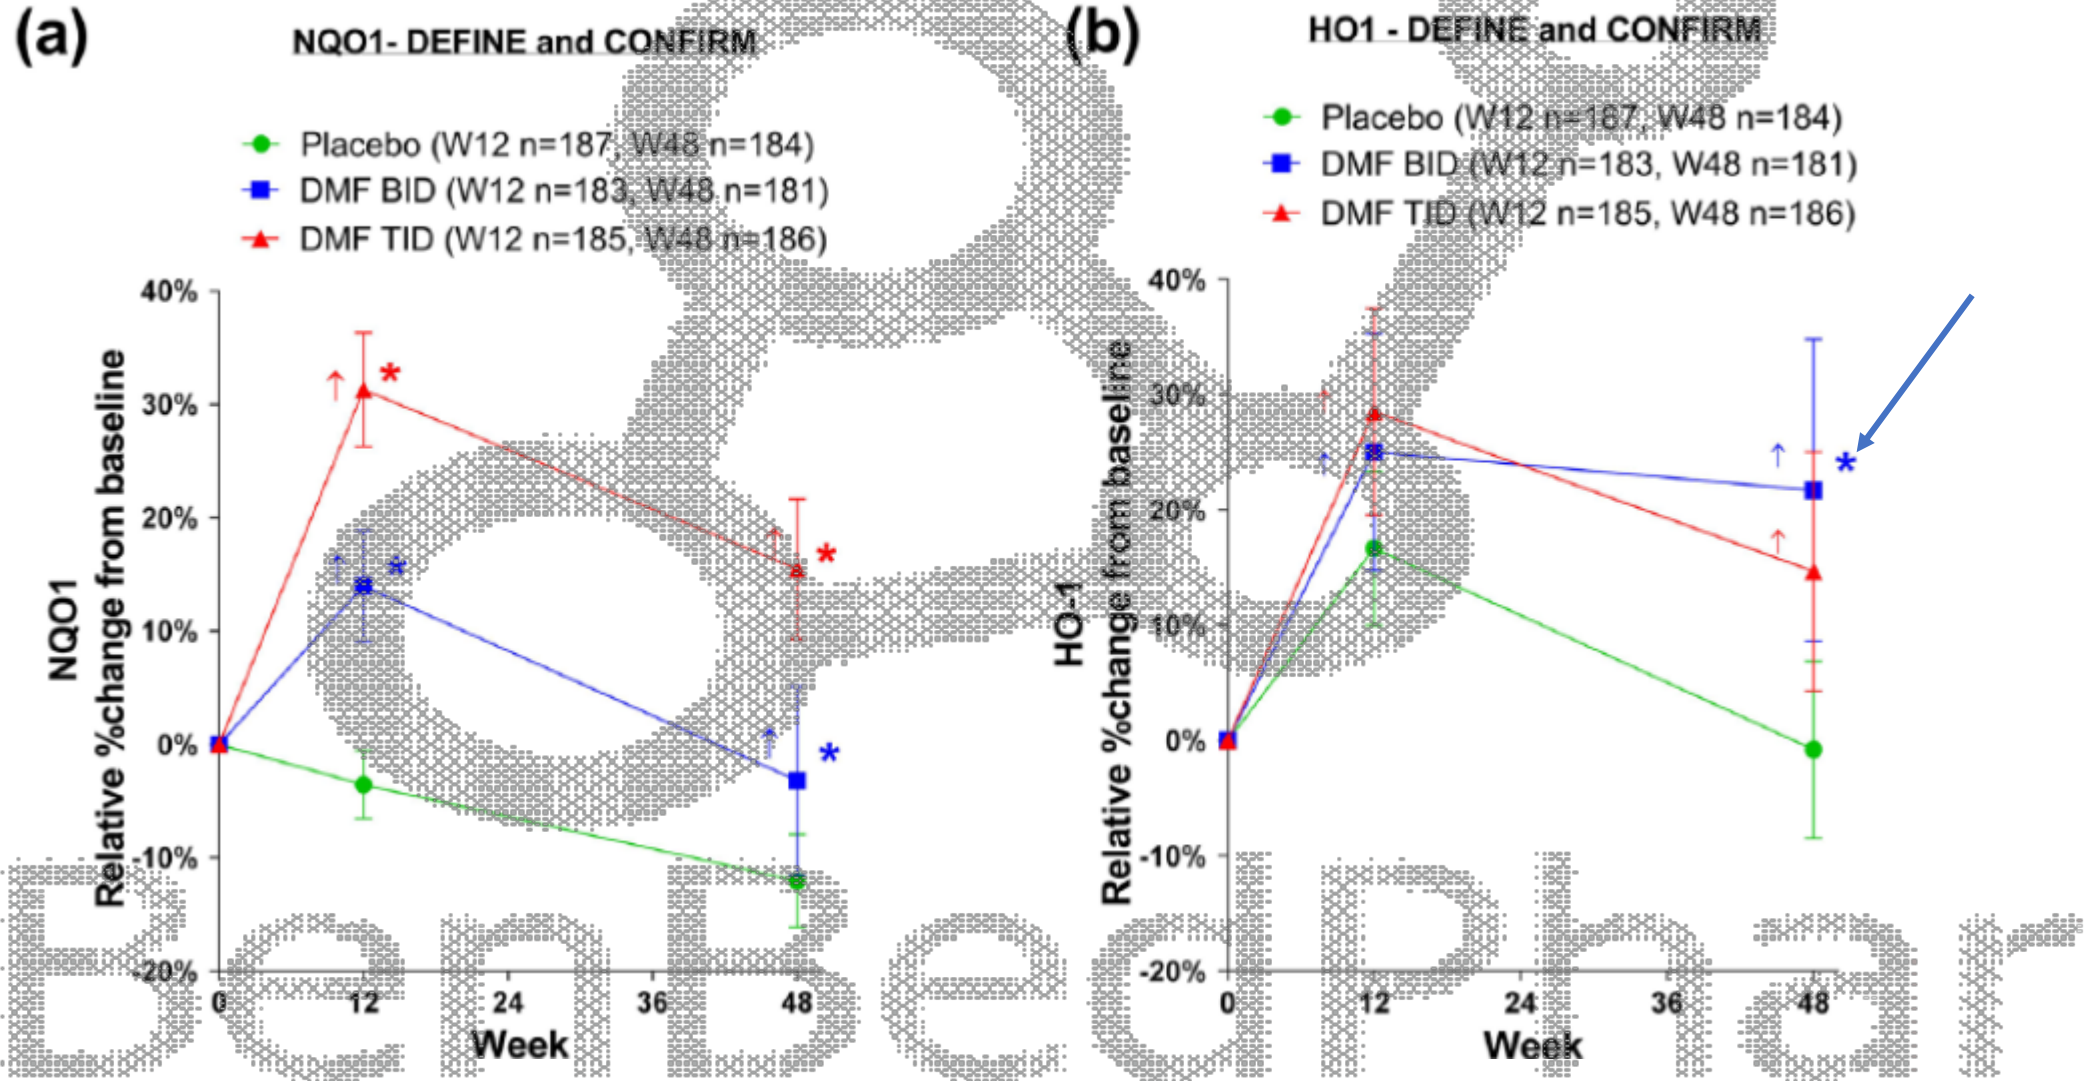 (a)
NQO1- DEFINE and CONFIRM
Placebo (W12 n=187, W48 n=184)
DMF BID (W12 n=183, W48 n=181)
DMF TID (W12 n=185, W48 n=186)
40%
30%
20%
10%
0%
-10%
-20%
NQO1
Relative %change from baseline
↑ *
↑ *
↑ *
↑ *
0 12 24 36 48
Week
(b)
HO1 - DEFINE and CONFIRM
Placebo (W12 n=187, W48 n=184)
DMF BID (W12 n=183, W48 n=181)
DMF TID (W12 n=185, W48 n=186)
40%
30%
20%
10%
0%
-10%
-20%
HO-1
Relative %change from baseline
↑
↑
↑ *
↑
0 12 24 36 48
Week
BenBedPhar